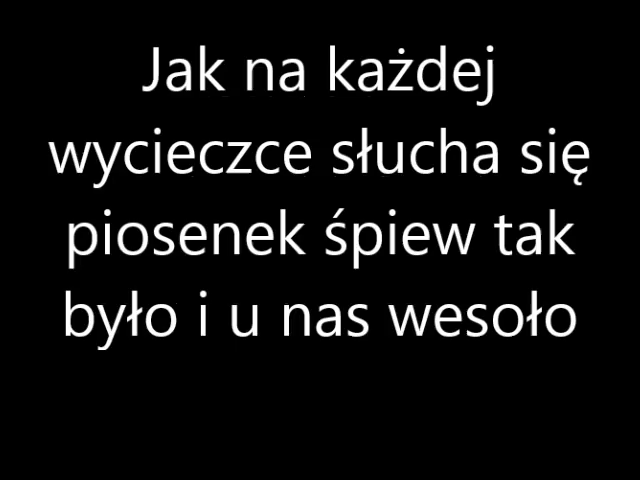 Jak na każdej
wycieczce słucha się
piosenek śpiew tak
było i u nas wesoło